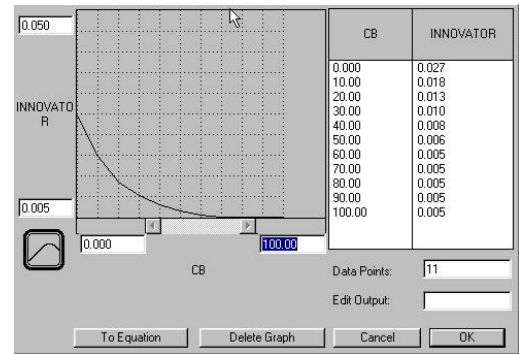 0.050
INNOVATO
R
0.005
0.000
100.00
CB
CB INNOVATOR
0.000 0.027
10.00 0.018
20.00 0.013
30.00 0.010
40.00 0.008
50.00 0.006
60.00 0.005
70.00 0.005
80.00 0.005
90.00 0.005
100.00 0.005
Data Points: 11
Edit Output:
To Equation Delete Graph Cancel OK